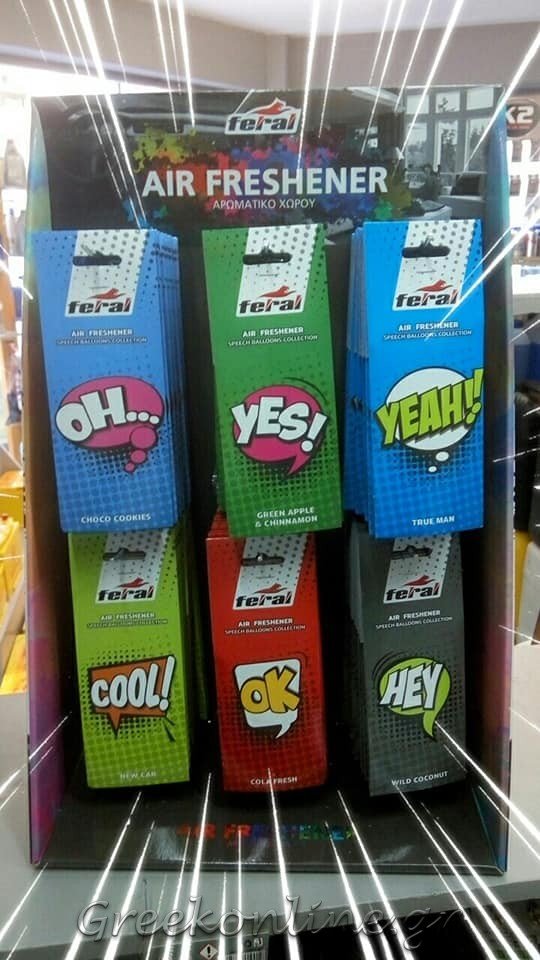 feral
AIR FRESHENER
ΑΡΩΜΑΤΙΚΟ ΧΩΡΟΥ
K2
feral
AIR FRESHENER
SPEECH BALLOONS COLLECTION
OH...
CHOCO COOKIES
feral
AIR FRESHENER
SPEECH BALLOONS COLLECTION
YES!
GREEN APPLE
& CHINNAMON
feral
AIR FRESHENER
SPEECH BALLOONS COLLECTION
YEAH!!
TRUE MAN
feral
AIR FRESHENER
SPEECH BALLOONS COLLECTION
COOL!
NEW CAR
feral
AIR FRESHENER
SPEECH BALLOONS COLLECTION
OK
COLA FRESH
feral
AIR FRESHENER
SPEECH BALLOONS COLLECTION
HEY
WILD COCONUT
AIR FRESHENER
Greekonline.gr